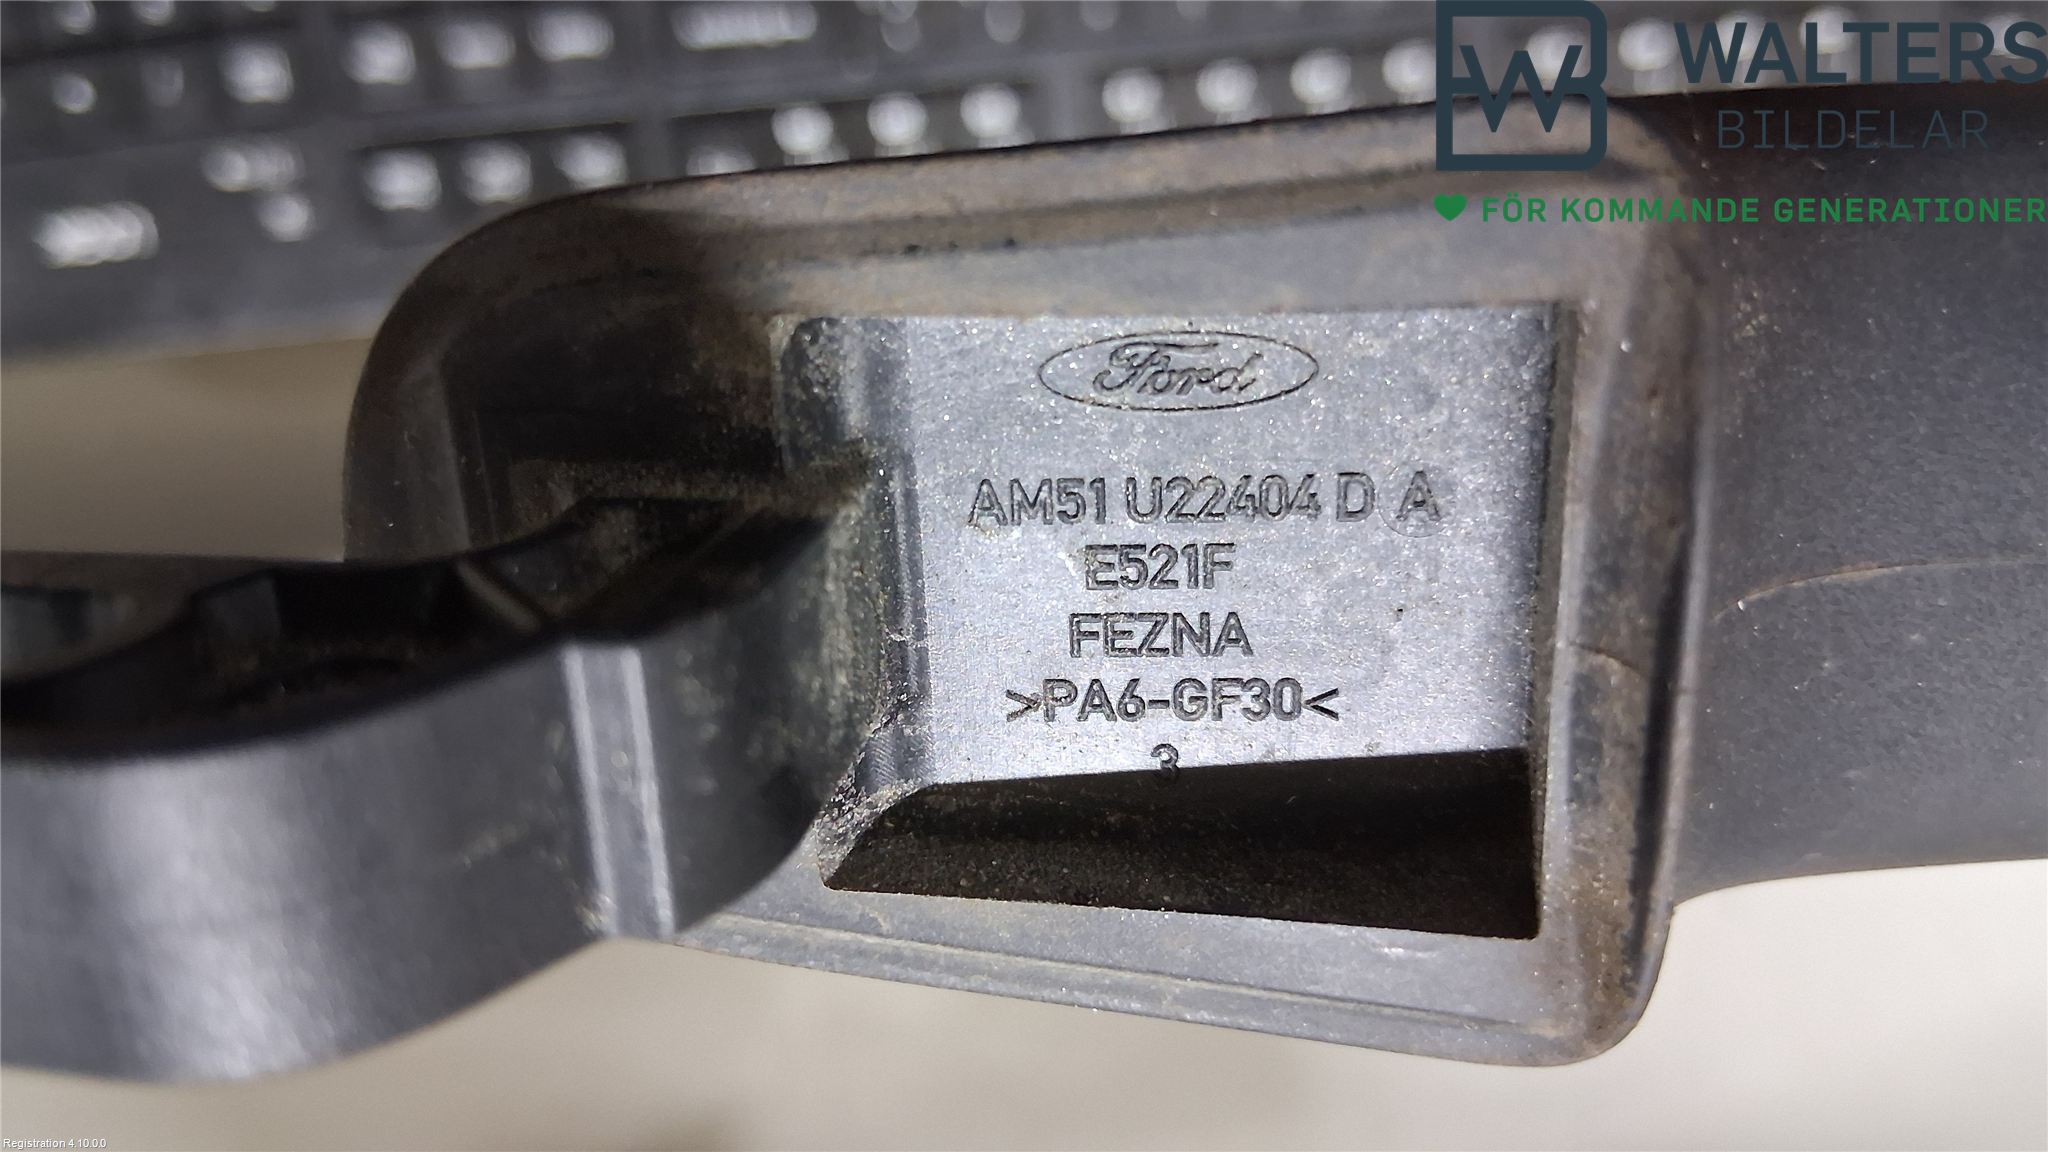 WALTERS
BILDELAR
FÖR KOMMANDE GENERATIONER
Ford
AM51 U22404 D A
E521F
FEZNA
>PA6-GF30<
3
Registration 4.10.0.0